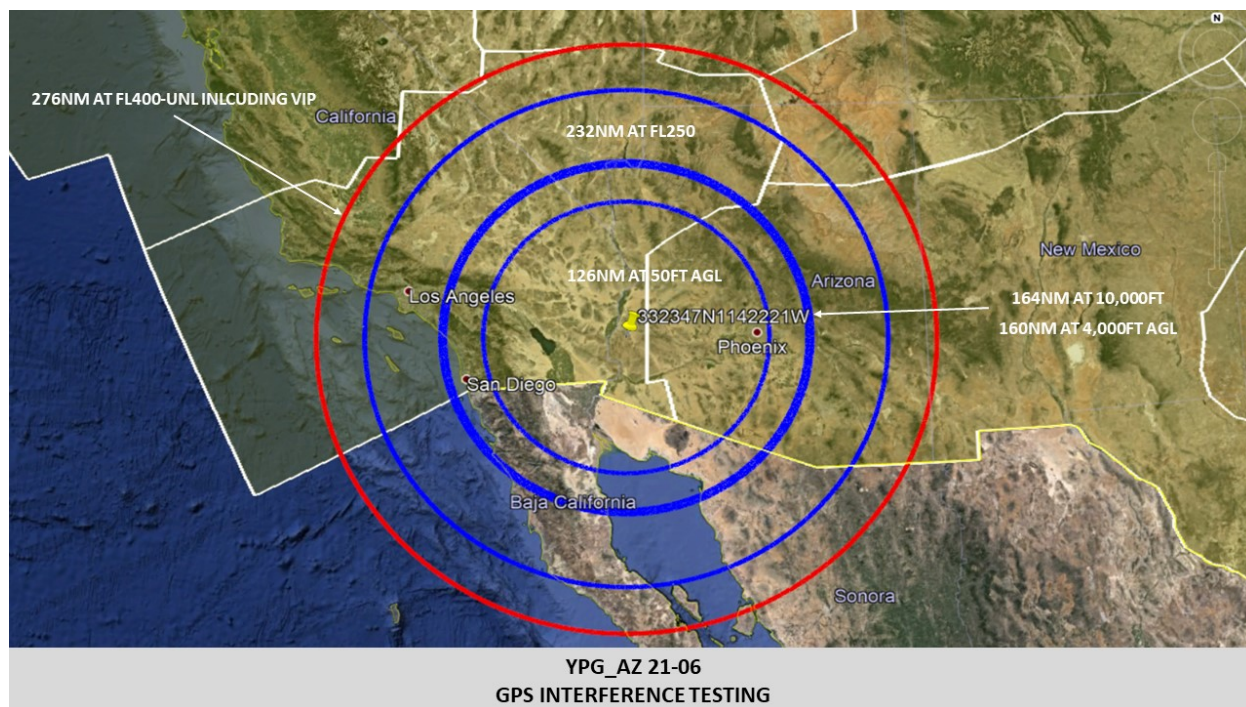 N
276NM AT FL400-UNL INLCUDING VIP
California
232NM AT FL250
New Mexico
126NM AT 50FT AGL
Arizona
Los Angeles
164NM AT 10,000FT
332347N1142221W
160NM AT 4,000FT AGL
Phoenix
San Diego
Baja California
Sonora
YPG_AZ 21-06
GPS INTERFERENCE TESTING